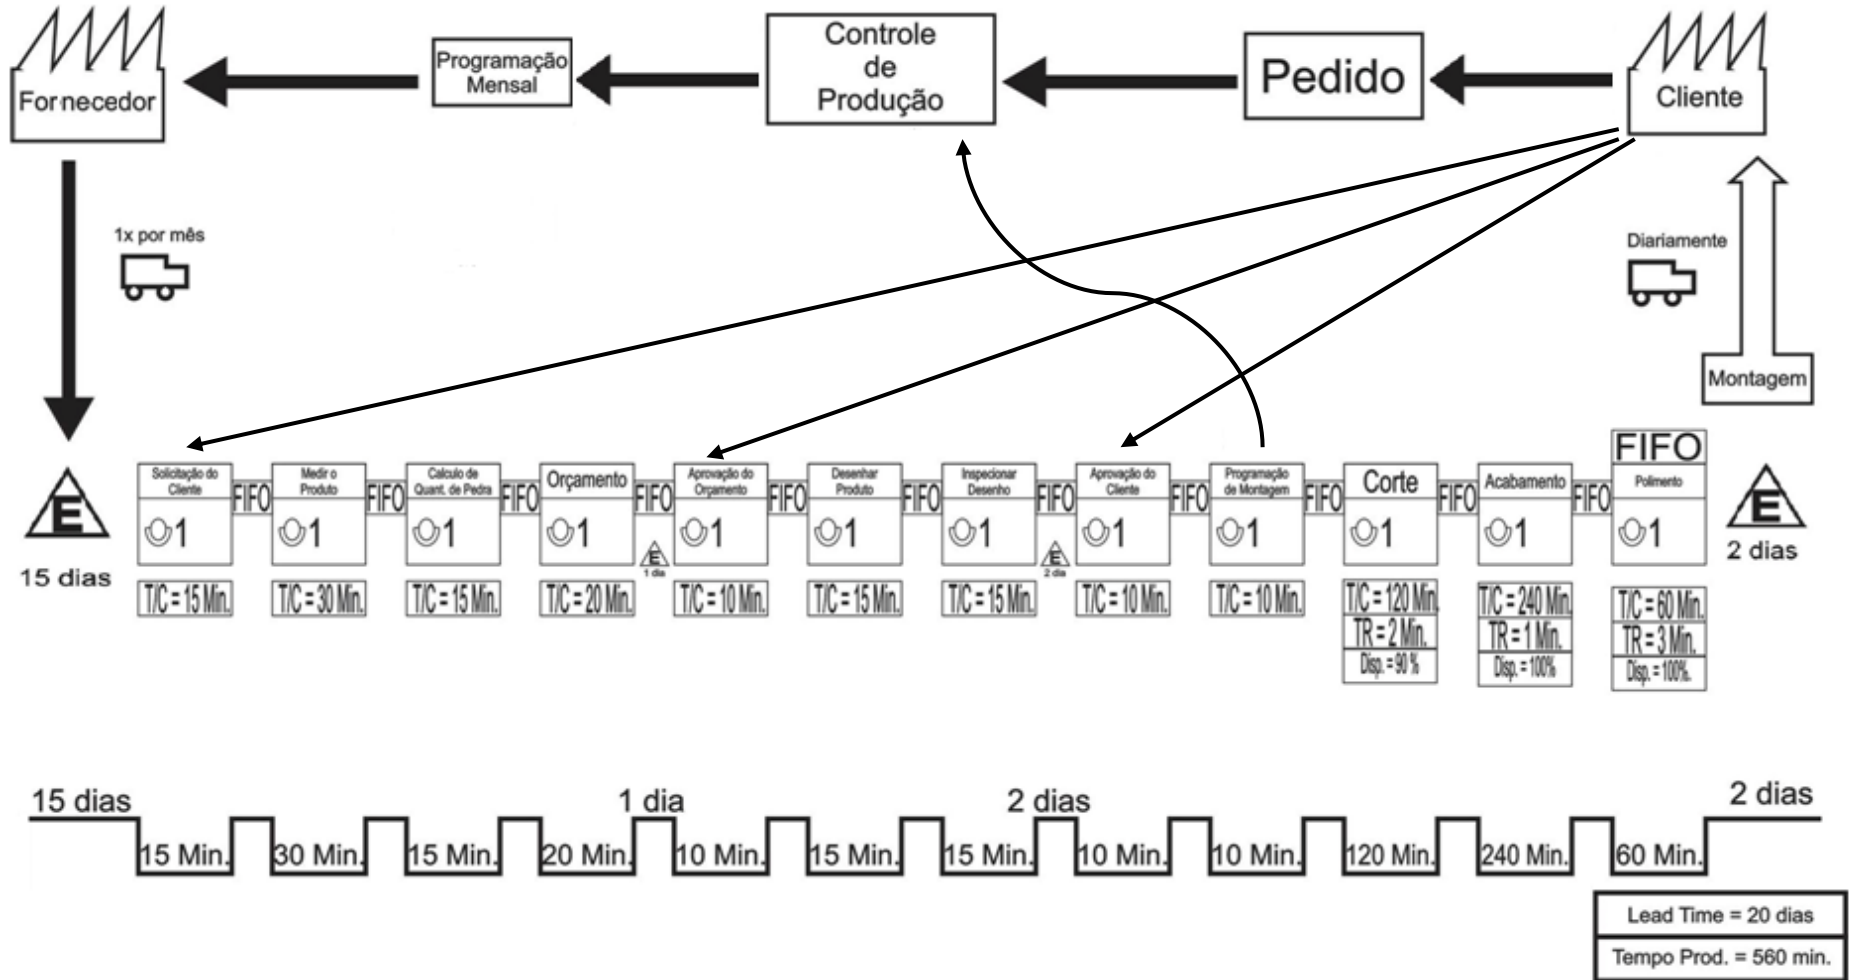 Fornecedor
Programação
Mensal
Controle
de
Produção
Pedido
Cliente
1x por mês
Diariamente
Montagem
E
15 dias
Solicitação do
Cliente
1
T/C = 15 Min.
FIFO
Medir o
Produto
1
T/C = 30 Min.
FIFO
Calculo de
Quant. de Pedra
1
T/C = 15 Min.
FIFO
Orçamento
1
T/C = 20 Min.
FIFO
E
1 dia
Aprovação do
Orçamento
1
T/C = 10 Min.
FIFO
Desenhar
Produto
1
T/C = 15 Min.
FIFO
Inspecionar
Desenho
1
T/C = 15 Min.
FIFO
E
2 dia
Aprovação do
Cliente
1
T/C = 10 Min.
FIFO
Programação
de Montagem
1
T/C = 10 Min.
FIFO
Corte
1
T/C = 120 Min.
TR = 2 Min.
Disp. = 90 %
FIFO
Acabamento
1
T/C = 240 Min.
TR = 1 Min.
Disp. = 100%
FIFO
FIFO
Polimento
1
T/C = 60 Min.
TR = 3 Min.
Disp. = 100%.
E
2 dias
15 dias
1 dia
2 dias
2 dias
15 Min.
30 Min.
15 Min.
20 Min.
10 Min.
15 Min.
15 Min.
10 Min.
10 Min.
120 Min.
240 Min.
60 Min.
Lead Time = 20 dias
Tempo Prod. = 560 min.